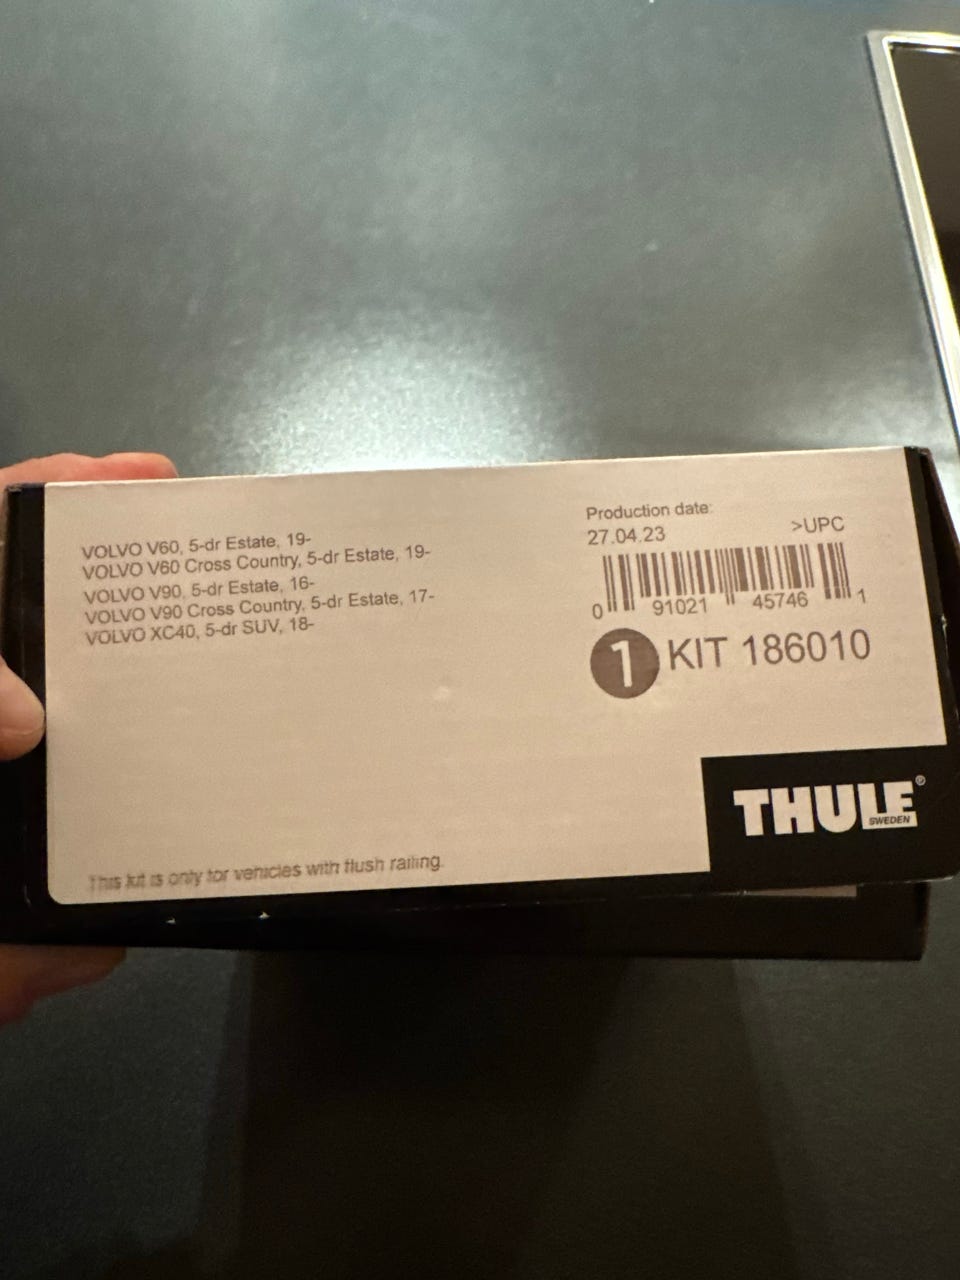 VOLVO V60, 5-dr Estate, 19-
VOLVO V60 Cross Country, 5-dr Estate, 19-
VOLVO V90, 5-dr Estate, 16-
VOLVO V90 Cross Country, 5-dr Estate, 17-
VOLVO XC40, 5-dr SUV, 18-
This kit is only for vehicles with flush railing.
Production date:
27.04.23 >UPC
0 91021 45746 1
1 KIT 186010
THULE®
SWEDEN